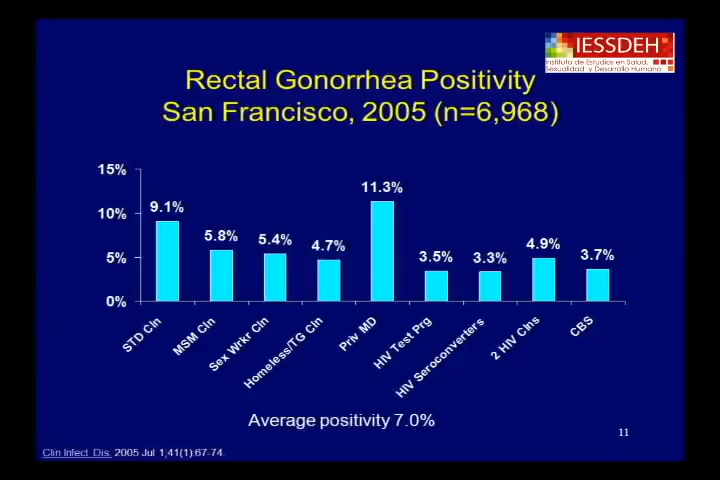 IESSDEH
Instituto de Estudios en Salud,
Sexualidad y Desarrollo Humano
Rectal Gonorrhea Positivity
San Francisco, 2005 (n=6,968)
15%
10%
5%
0%
9.1%
5.8%
5.4%
4.7%
11.3%
3.5%
3.3%
4.9%
3.7%
STD Cln
MSM Cln
Sex Wrkr Cln
Homeless/TG Cln
Priv MD
HIV Test Prg
HIV Seroconverters
2 HIV Clns
CBS
Average positivity 7.0%
11
Clin Infect Dis. 2005 Jul 1;41(1):67-74.